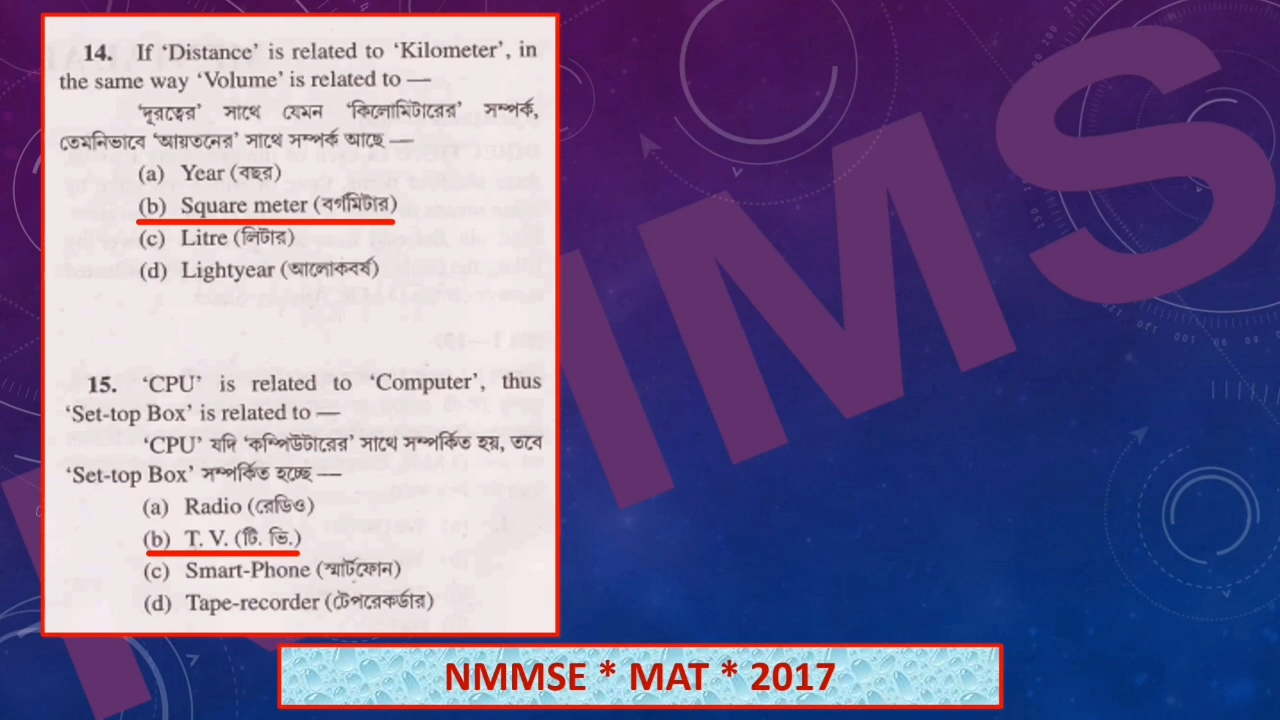 14. If ‘Distance’ is related to ‘Kilometer’, in
the same way ‘Volume’ is related to —
‘দূরত্বের’ সাথে যেমন ‘কিলোমিটারের’ সম্পর্ক,
তেমনিভাবে ‘আয়তনের’ সাথে সম্পর্ক আছে —
(a) Year (বছর)
(b) Square meter (বর্গমিটার)
(c) Litre (লিটার)
(d) Lightyear (আলোকবর্ষ)
15. ‘CPU’ is related to ‘Computer’, thus
‘Set-top Box’ is related to —
‘CPU’ যদি ‘কম্পিউটারের’ সাথে সম্পর্কিত হয়, তবে
‘Set-top Box’ সম্পর্কিত হচ্ছে —
(a) Radio (রেডিও)
(b) T. V. (টি. ভি.)
(c) Smart-Phone (স্মার্টফোন)
(d) Tape-recorder (টেপরেকর্ডার)
NMMSE * MAT * 2017